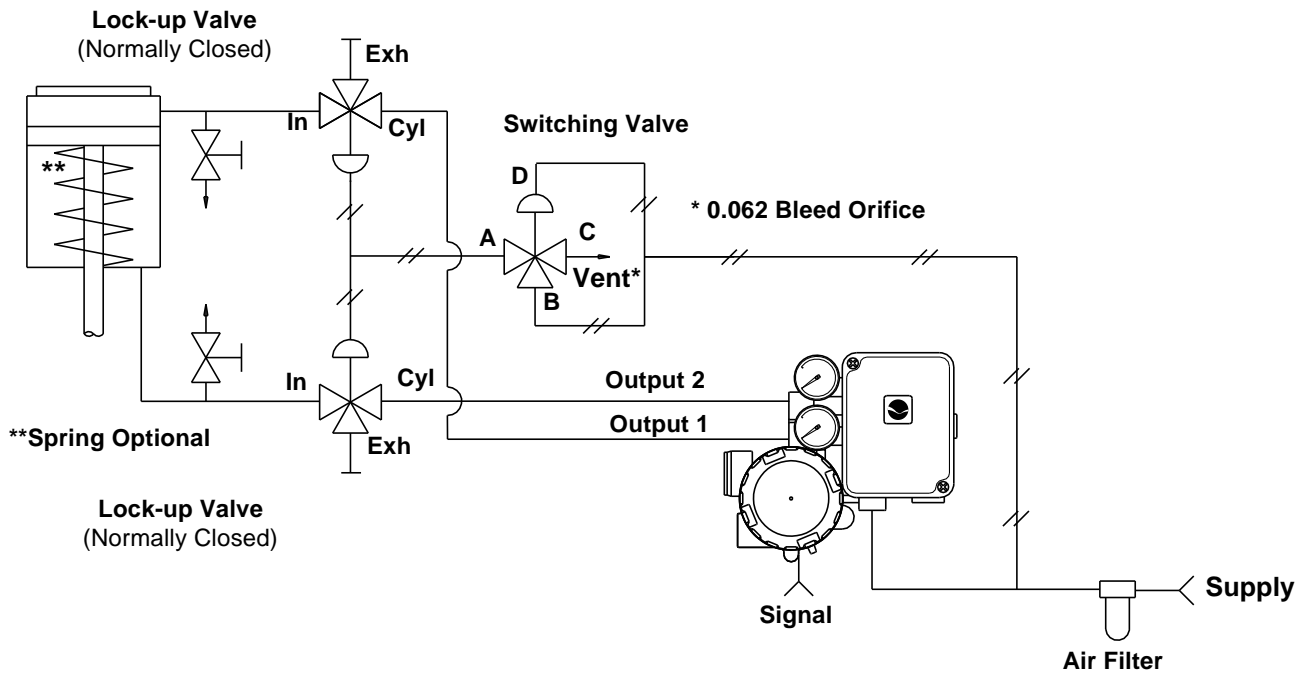 Lock-up Valve
(Normally Closed)
Exh
In
Cyl
Switching Valve
**
D
* 0.062 Bleed Orifice
A
C
Vent*
B
In
Cyl
Output 2
Output 1
**Spring Optional
Exh
Lock-up Valve
(Normally Closed)
Supply
Signal
Air Filter